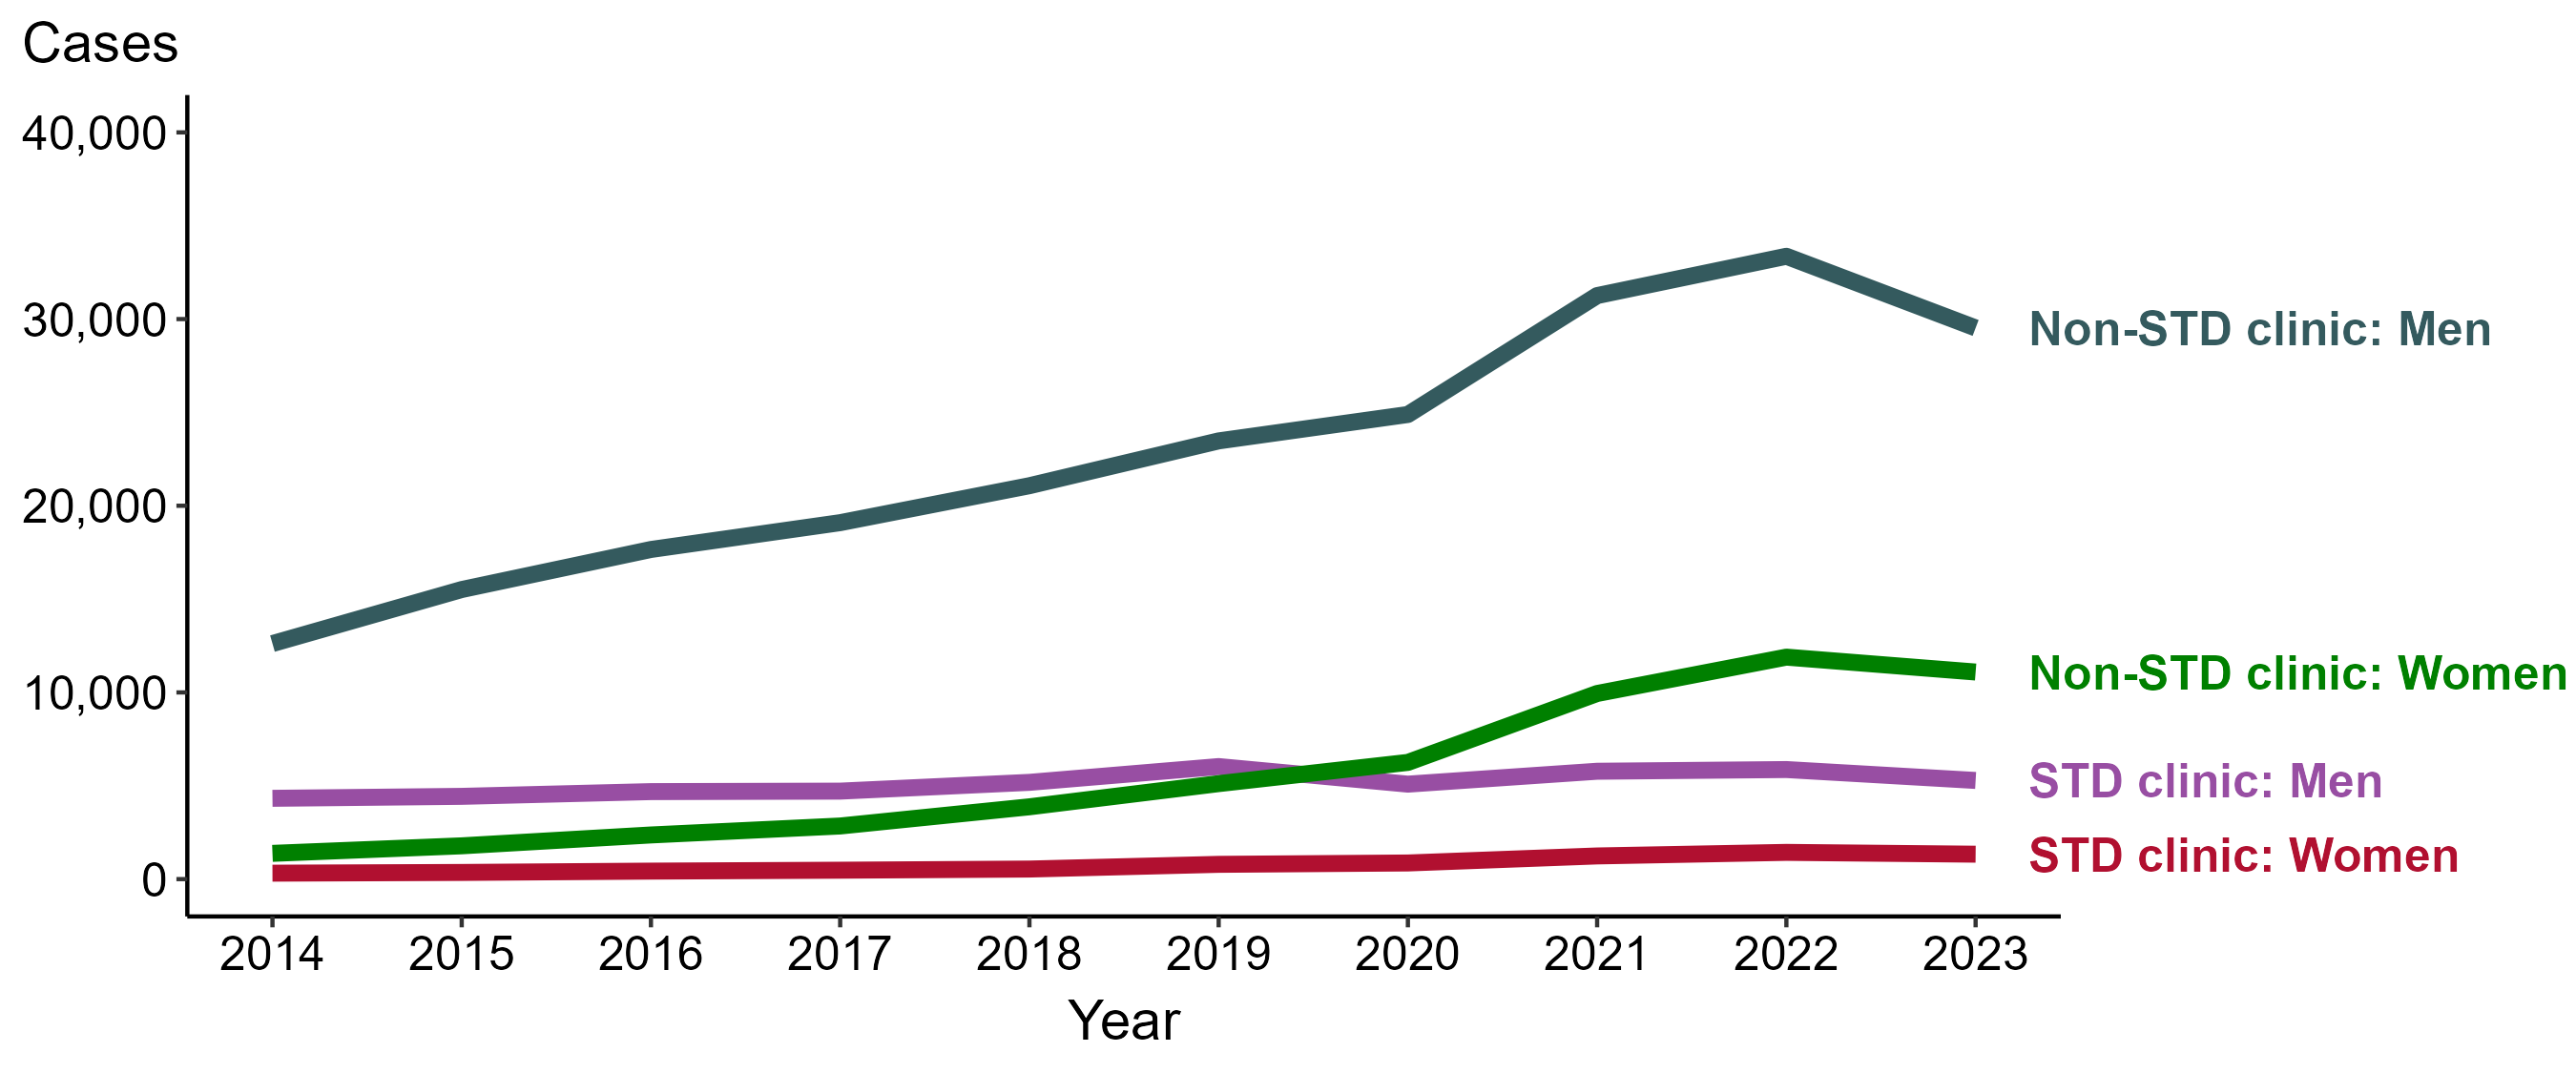 Cases
40,000
30,000
20,000
10,000
0
Non-STD clinic: Men
Non-STD clinic: Women
STD clinic: Men
STD clinic: Women
2014 2015 2016 2017 2018 2019 2020 2021 2022 2023
Year